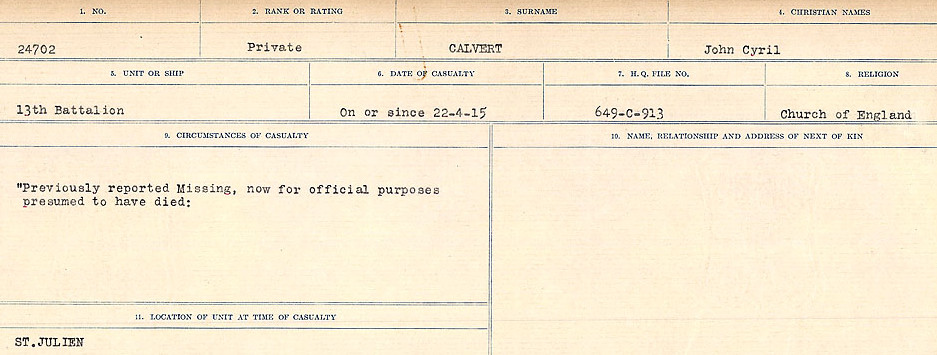 1. NO.
2. RANK OR RATING
3. SURNAME
4. CHRISTIAN NAMES
24702
Private
CALVERT
John Cyril
5. UNIT OR SHIP
6. DATE OF CASUALTY
7. H. Q. FILE NO.
8. RELIGION
13th Battalion
On or since 22-4-15
649-C-913
Church of England
9. CIRCUMSTANCES OF CASUALTY
10. NAME, RELATIONSHIP AND ADDRESS OF NEXT OF KIN
"Previously reported Missing, now for official purposes
presumed to have died:
11. LOCATION OF UNIT AT TIME OF CASUALTY
ST.JULIEN